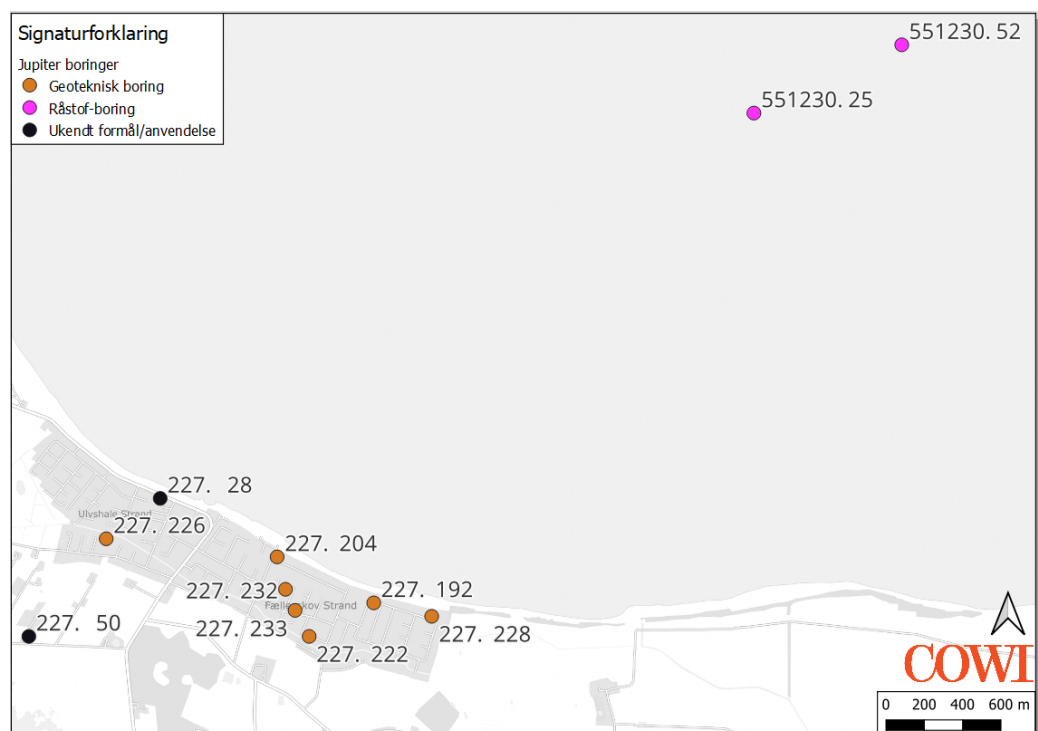 Signaturforklaring
Jupiter boringer
Geoteknisk boring
Råstof-boring
Ukendt formål/anvendelse
551230. 52
551230. 25
227. 28
Ulvshale Strand
227. 226
227. 204
227. 232
227. 192
Fællesskov Strand
227. 50
227. 233
227. 228
227. 222
COWI
0 200 400 600 m